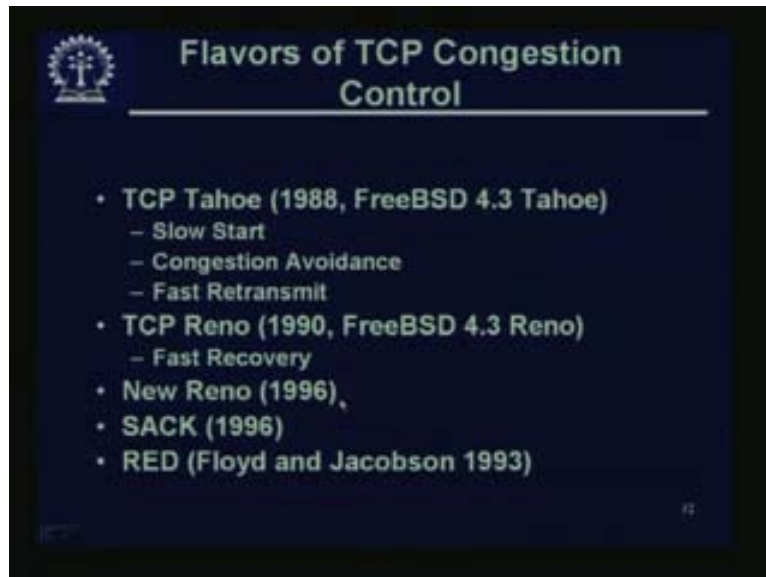 Flavors of TCP Congestion
Control
• TCP Tahoe (1988, FreeBSD 4.3 Tahoe)
– Slow Start
– Congestion Avoidance
– Fast Retransmit
• TCP Reno (1990, FreeBSD 4.3 Reno)
– Fast Recovery
• New Reno (1996)
• SACK (1996)
• RED (Floyd and Jacobson 1993)